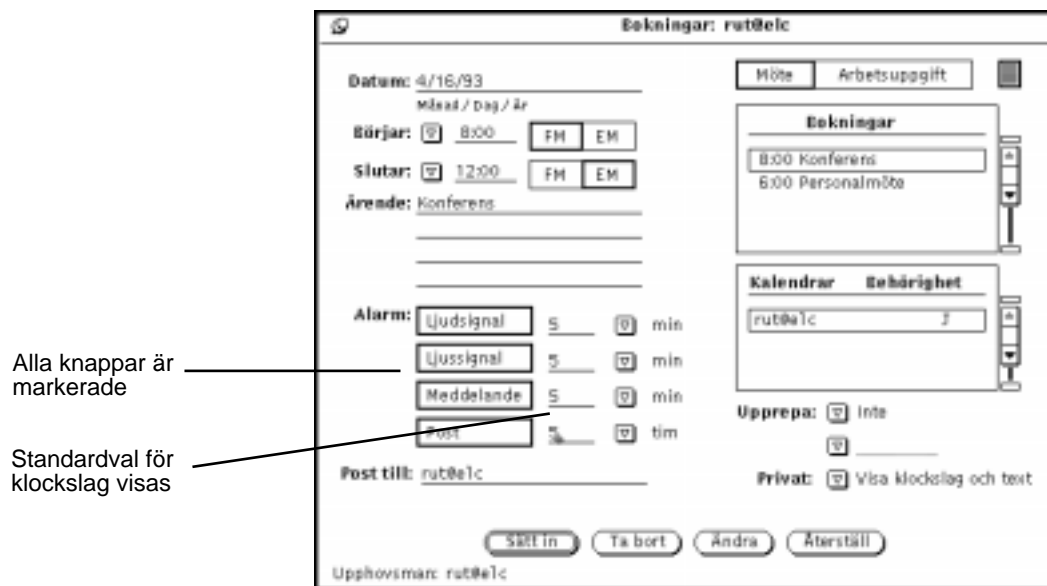 Bokningar: rut@elc
Datum: 4/16/93
Månad / Dag / År
Börjar: 8:00 FM EM
Slutar: 12:00 FM EM
Ärende: Konferens
Alarm: Ljudsignal 5 min
Ljussignal 5 min
Meddelande 5 min
Post 5 tim
Post till: rut@elc
Möte Arbetsuppgift
Bokningar
8:00 Konferens
6:00 Personalmöte
Kalendrar Behörighet
rut@elc
Upprepa: Inte
Privat: Visa klockslag och text
Sätt in Ta bort Ändra Återställ
Upphovsman: rut@elc
Alla knappar är
markerade
Standardval för
klockslag visas